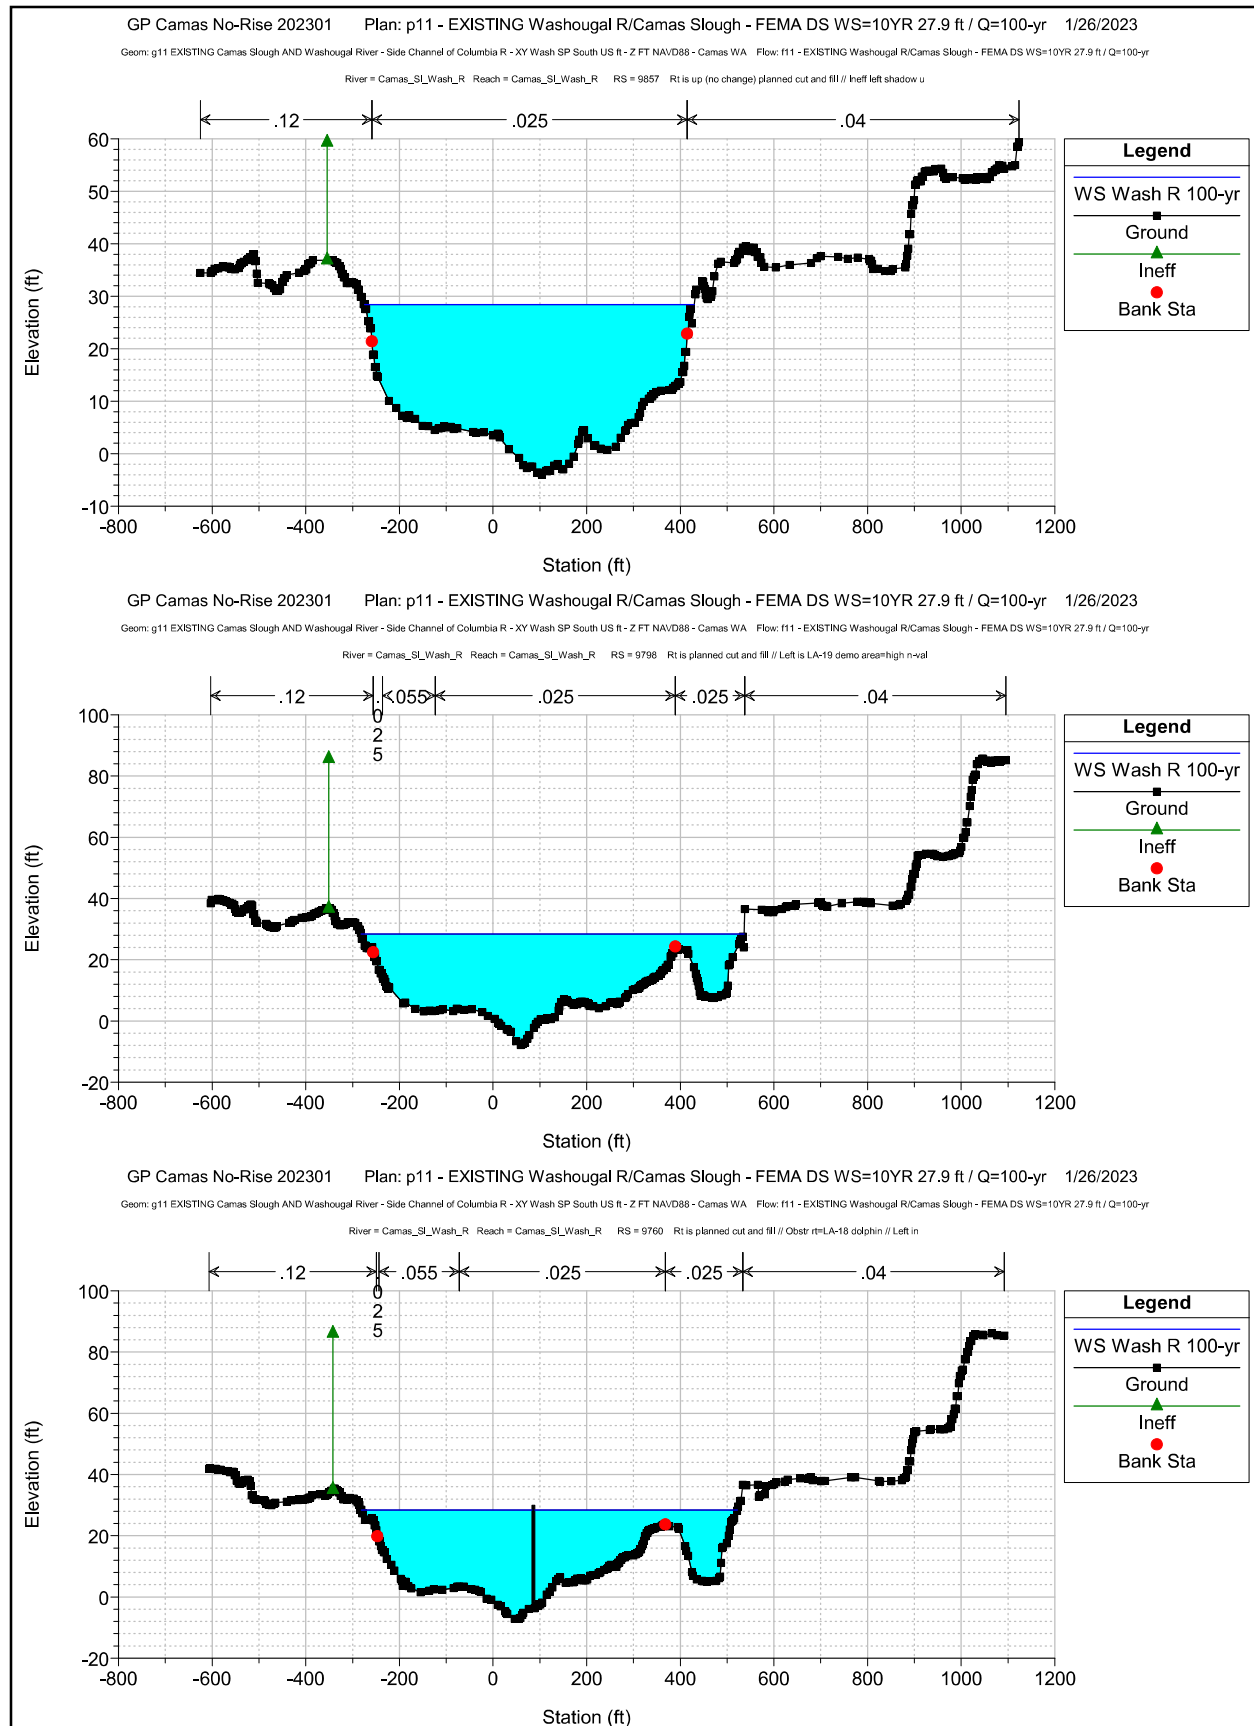 GP Camas No-Rise 202301 Plan: p11 - EXISTING Washougal R/Camas Slough - FEMA DS WS=10YR 27.9 ft / Q=100-yr 1/26/2023
Geom: g11 EXISTING Camas Slough AND Washougal River - Side Channel of Columbia R - XY Wash SP South US ft - Z FT NAVD88 - Camas WA Flow: f11 - EXISTING Washougal R/Camas Slough - FEMA DS WS=10YR 27.9 ft / Q=100-yr
River = Camas_Sl_Wash_R Reach = Camas_Sl_Wash_R RS = 9857 Rt is up (no change) planned cut and fill // Ineff left shadow u
.12 .025 .04
60
50
40
30
20
10
0
-10
Elevation (ft)
-800 -600 -400 -200 0 200 400 600 800 1000 1200
Station (ft)
Legend
WS Wash R 100-yr
Ground
Ineff
Bank Sta
GP Camas No-Rise 202301 Plan: p11 - EXISTING Washougal R/Camas Slough - FEMA DS WS=10YR 27.9 ft / Q=100-yr 1/26/2023
Geom: g11 EXISTING Camas Slough AND Washougal River - Side Channel of Columbia R - XY Wash SP South US ft - Z FT NAVD88 - Camas WA Flow: f11 - EXISTING Washougal R/Camas Slough - FEMA DS WS=10YR 27.9 ft / Q=100-yr
River = Camas_Sl_Wash_R Reach = Camas_Sl_Wash_R RS = 9798 Rt is planned cut and fill // Left is LA-19 demo area=high n-val
.12 .025 .055 .025 .025 .04
100
80
60
40
20
0
-20
Elevation (ft)
-800 -600 -400 -200 0 200 400 600 800 1000 1200
Station (ft)
Legend
WS Wash R 100-yr
Ground
Ineff
Bank Sta
GP Camas No-Rise 202301 Plan: p11 - EXISTING Washougal R/Camas Slough - FEMA DS WS=10YR 27.9 ft / Q=100-yr 1/26/2023
Geom: g11 EXISTING Camas Slough AND Washougal River - Side Channel of Columbia R - XY Wash SP South US ft - Z FT NAVD88 - Camas WA Flow: f11 - EXISTING Washougal R/Camas Slough - FEMA DS WS=10YR 27.9 ft / Q=100-yr
River = Camas_Sl_Wash_R Reach = Camas_Sl_Wash_R RS = 9760 Rt is planned cut and fill // Obstr rt=LA-18 dolphin // Left in
.12 .025 .055 .025 .025 .04
100
80
60
40
20
0
-20
Elevation (ft)
-800 -600 -400 -200 0 200 400 600 800 1000 1200
Station (ft)
Legend
WS Wash R 100-yr
Ground
Ineff
Bank Sta